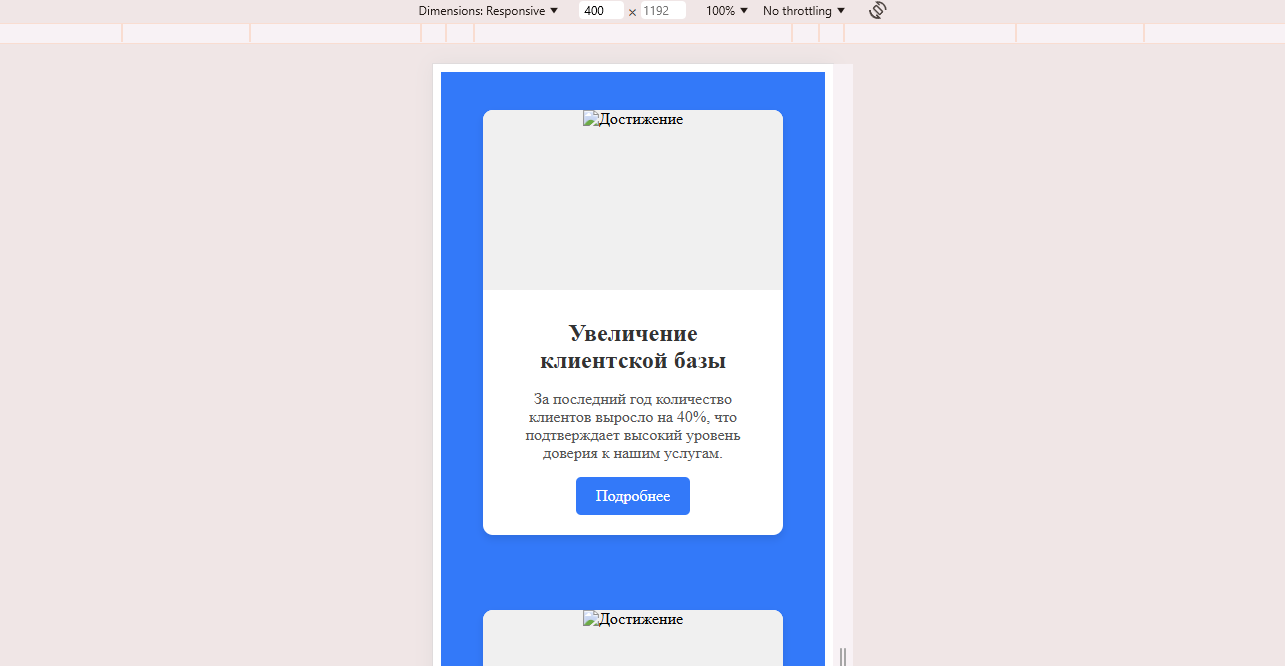 Dimensions: Responsive 400 × 1192 100% No throttling
Достижение
Увеличение
клиентской базы
За последний год количество
клиентов выросло на 40%, что
подтверждает высокий уровень
доверия к нашим услугам.
Подробнее
Достижение